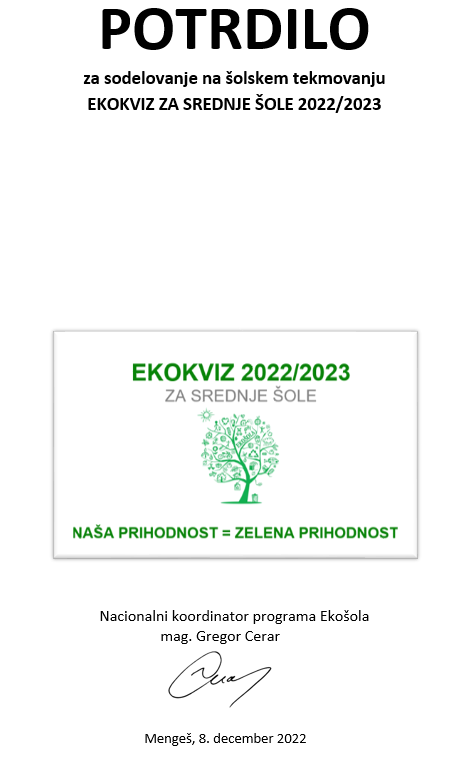 POTRDILO
za sodelovanje na šolskem tekmovanju
EKOKVIZ ZA SREDNJE ŠOLE 2022/2023
EKOKVIZ 2022/2023
ZA SREDNJE ŠOLE
NAŠA PRIHODNOST = ZELENA PRIHODNOST
Nacionalni koordinator programa Ekošola
mag. Gregor Cerar
Mengeš, 8. december 2022